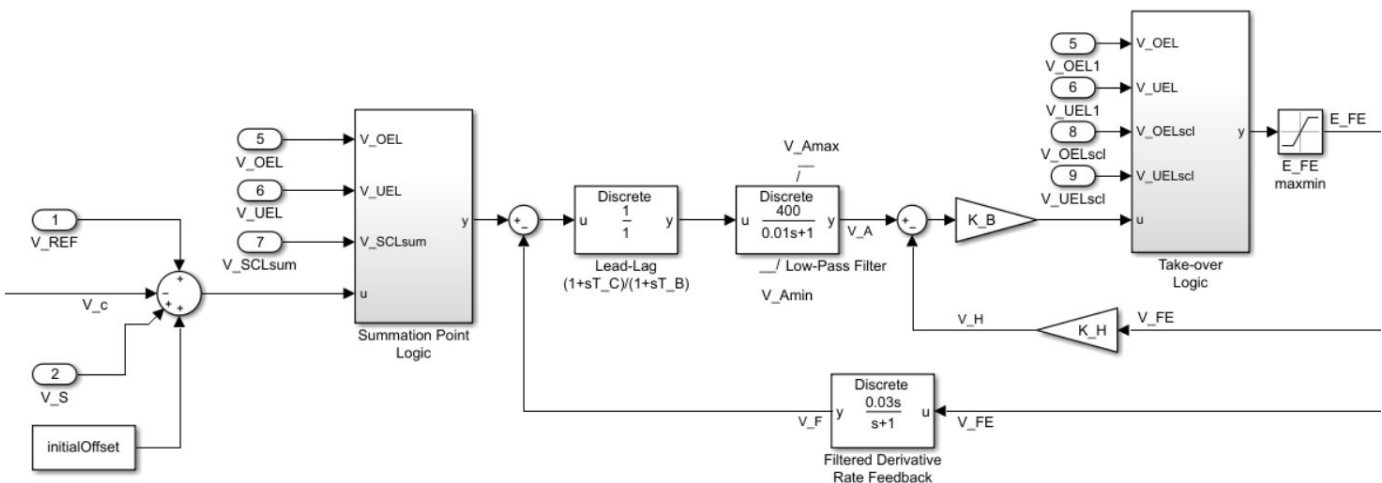 1
V_REF
V_c
2
V_S
initialOffset
+
−
+
+
5
V_OEL
6
V_UEL
7
V_SCLsum
V_OEL
V_UEL
V_SCLsum
u
y
Summation Point
Logic
+
−
Discrete
u 1 y
1
Lead-Lag
(1+sT_C)/(1+sT_B)
V_Amax
__
/
Discrete
u 400 y
0.01s+1
__/ Low-Pass Filter
V_Amin
V_A
+
−
K_B
5
V_OEL1
6
V_UEL1
8
V_OELscl
9
V_UELscl
V_OEL
V_UEL
V_OELscl
V_UELscl
u
y
Take-over
Logic
E_FE
maxmin
E_FE
V_H
K_H
V_FE
V_F
Discrete
y 0.03s u
s+1
V_FE
Filtered Derivative
Rate Feedback